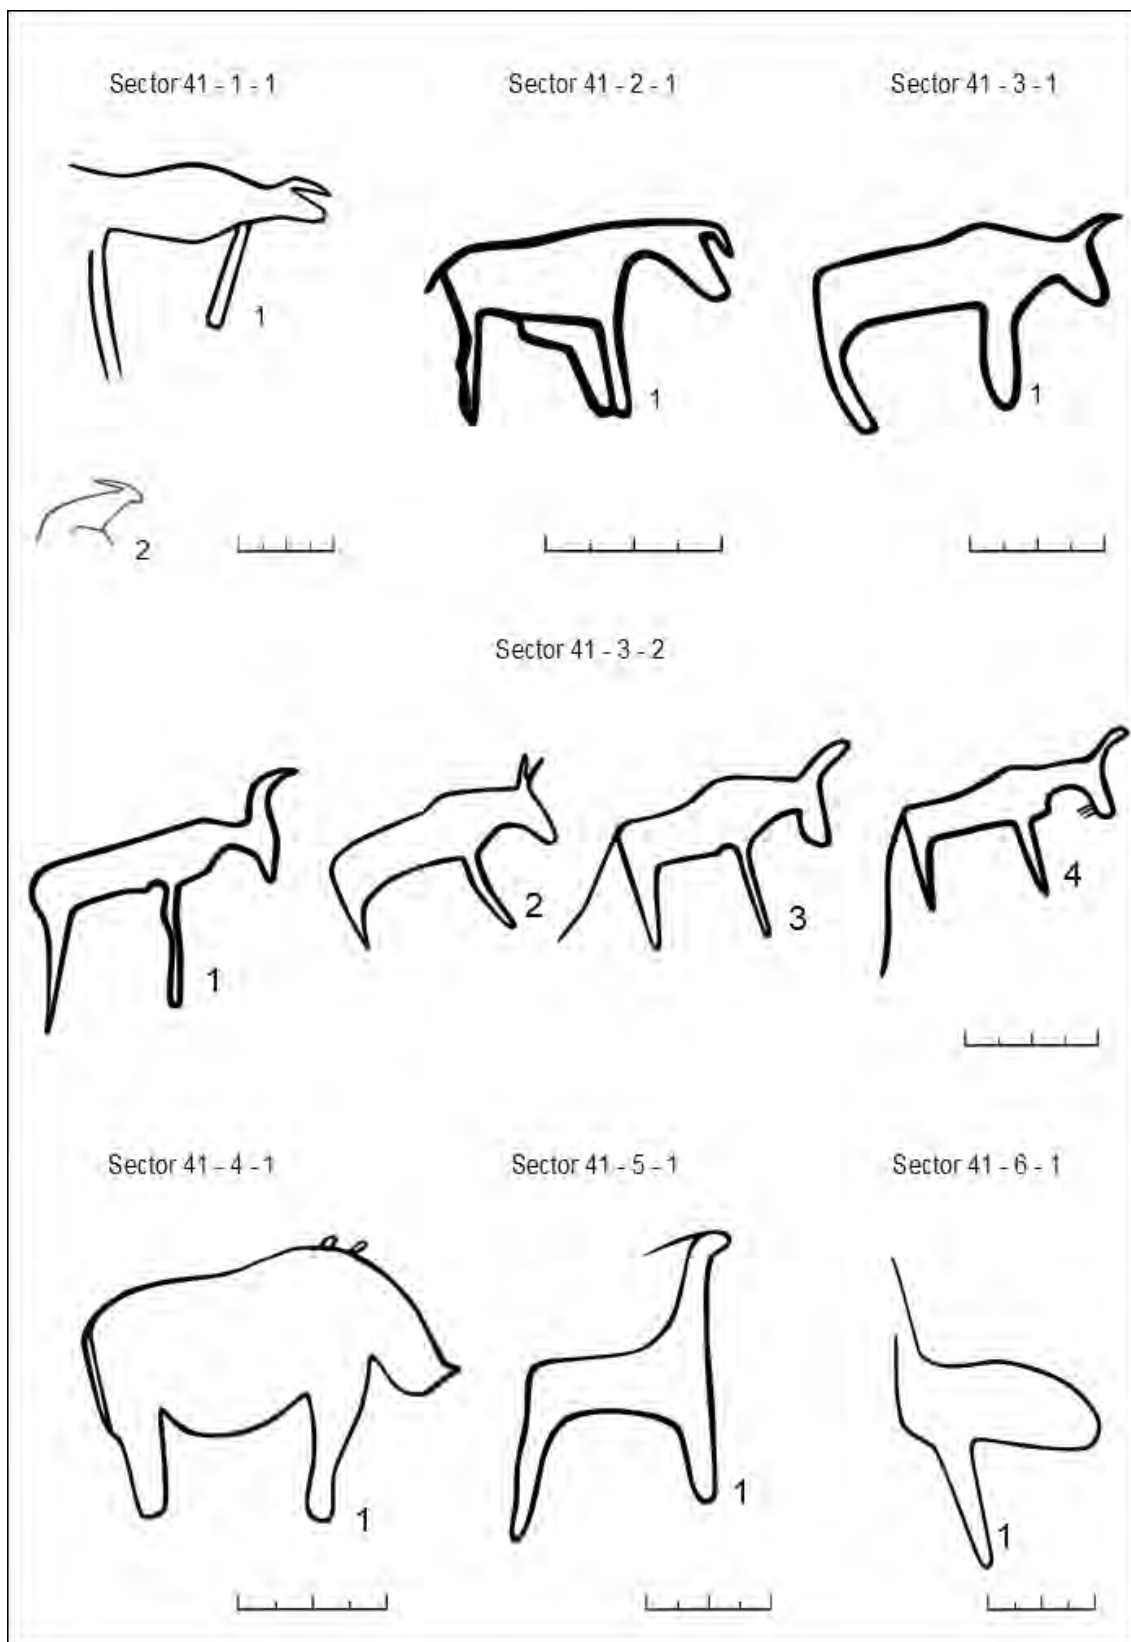 Sector 41 - 1 - 1
Sector 41 - 2 - 1
Sector 41 - 3 - 1
1
1
1
2
Sector 41 - 3 - 2
1
2
3
4
Sector 41 - 4 - 1
Sector 41 - 5 - 1
Sector 41 - 6 - 1
1
1
1